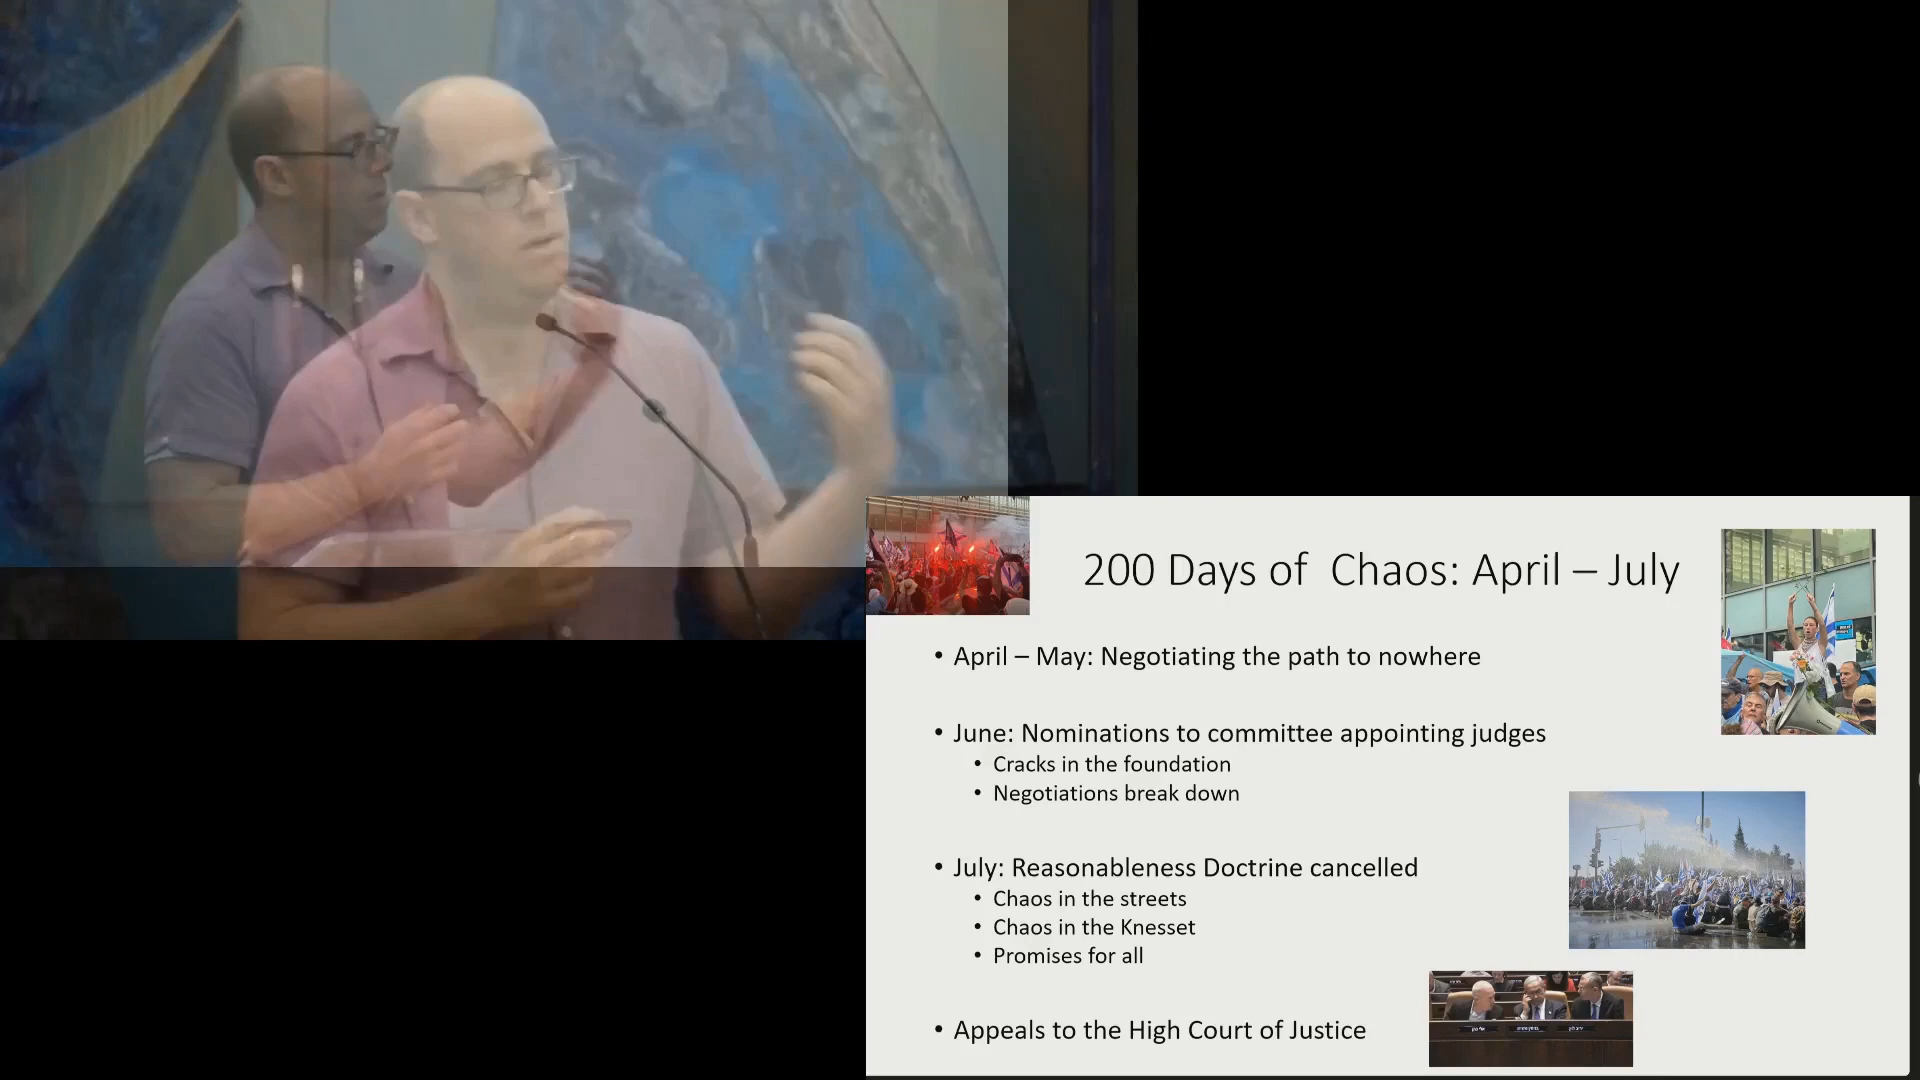 200 Days of Chaos: April – July
• April – May: Negotiating the path to nowhere
• June: Nominations to committee appointing judges
• Cracks in the foundation
• Negotiations break down
• July: Reasonableness Doctrine cancelled
• Chaos in the streets
• Chaos in the Knesset
• Promises for all
• Appeals to the High Court of Justice